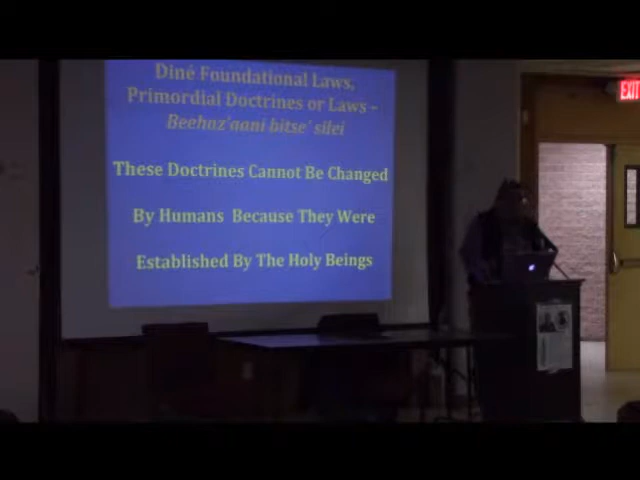 Diné Foundational Laws,
Primordial Doctrines or Laws –
Beehaz'aani bitse' silei
These Doctrines Cannot Be Changed
By Humans Because They Were
Established By The Holy Beings
EXIT